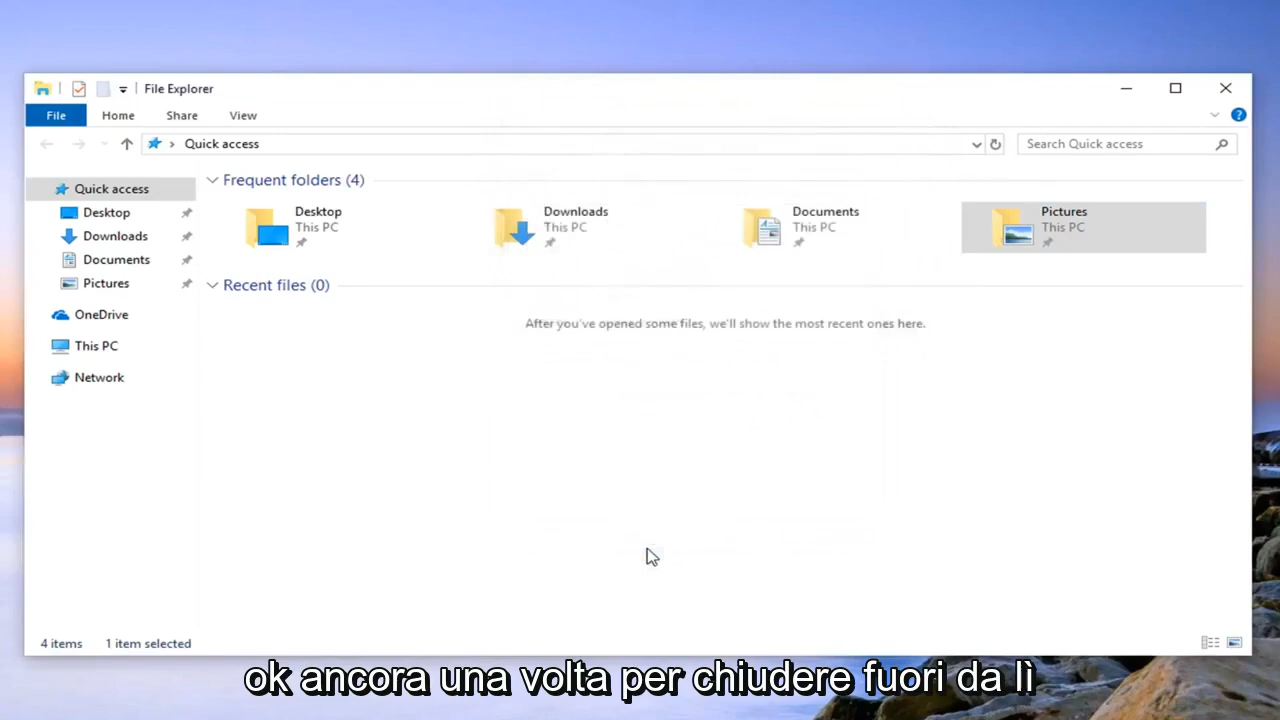 File Explorer
File Home Share View
Quick access
Search Quick access
Quick access
Desktop
Downloads
Documents
Pictures
OneDrive
This PC
Network
Frequent folders (4)
Desktop
This PC
Downloads
This PC
Documents
This PC
Pictures
This PC
Recent files (0)
After you've opened some files, we'll show the most recent ones here.
4 items 1 item selected
ok ancora una volta per chiudere fuori da lì